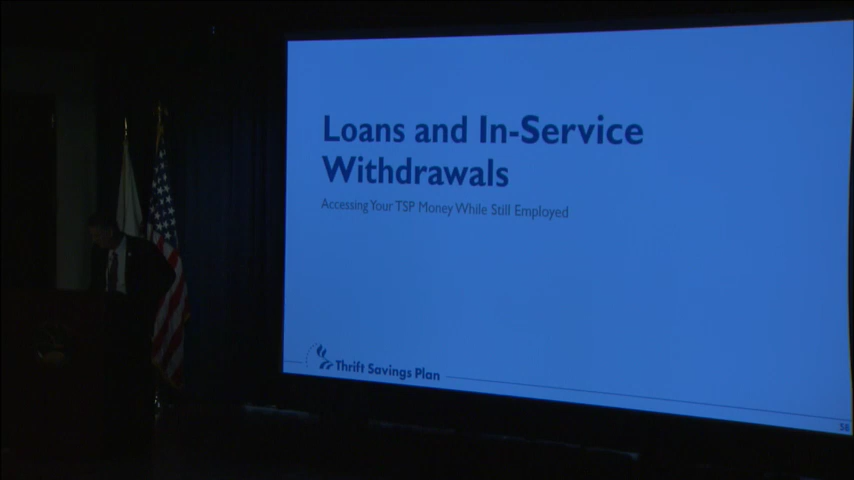 Loans and In-Service
Withdrawals
Accessing Your TSP Money While Still Employed
Thrift Savings Plan
58